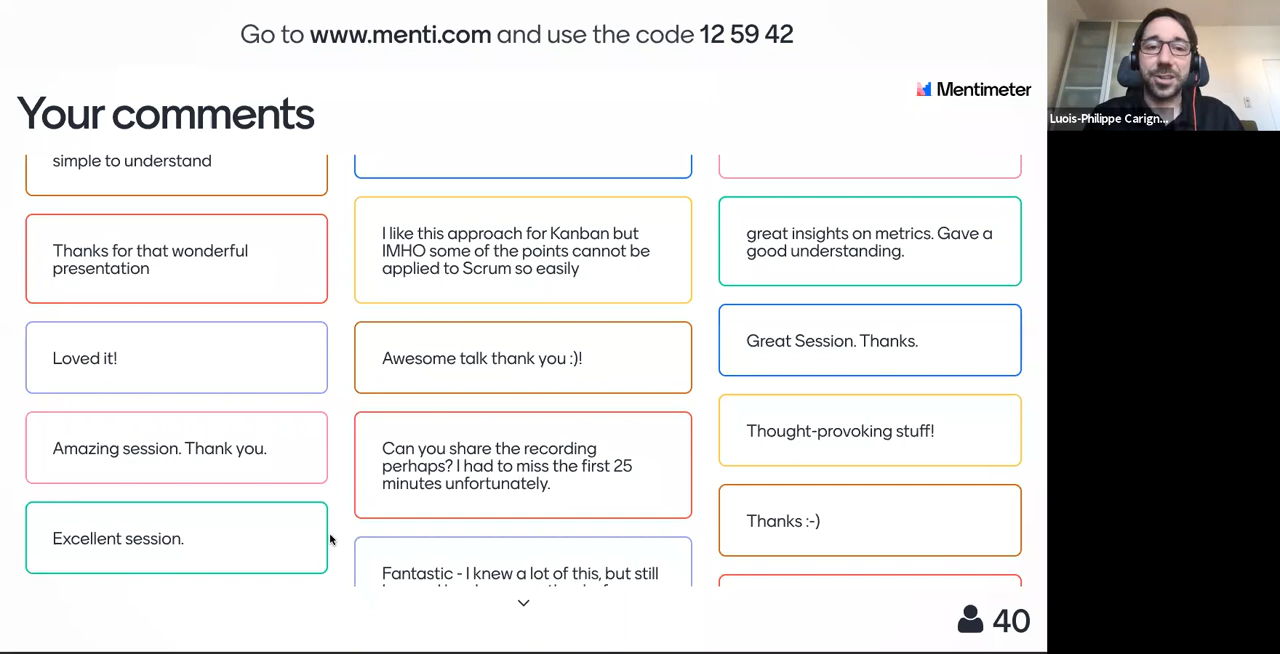 Go to www.menti.com and use the code 12 59 42
Mentimeter
Your comments
Luois-Philippe Carign...
simple to understand
Thanks for that wonderful
presentation
Loved it!
Amazing session. Thank you.
Excellent session.
I like this approach for Kanban but
IMHO some of the points cannot be
applied to Scrum so easily
Awesome talk thank you :)!
Can you share the recording
perhaps? I had to miss the first 25
minutes unfortunately.
Fantastic - I knew a lot of this, but still
great insights on metrics. Gave a
good understanding.
Great Session. Thanks.
Thought-provoking stuff!
Thanks :-)
40